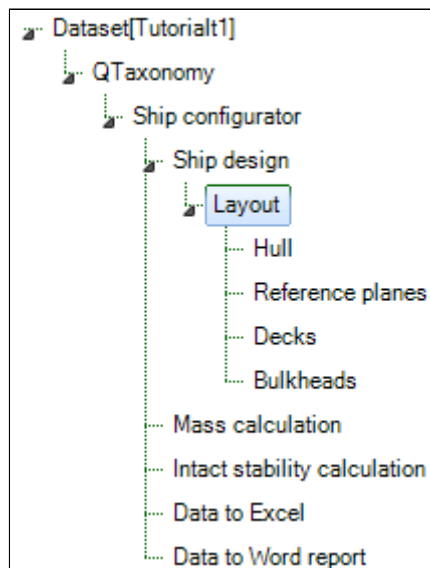 Dataset[Tutorialt1]
QTaxonomy
Ship configurator
Ship design
Layout
Hull
Reference planes
Decks
Bulkheads
Mass calculation
Intact stability calculation
Data to Excel
Data to Word report